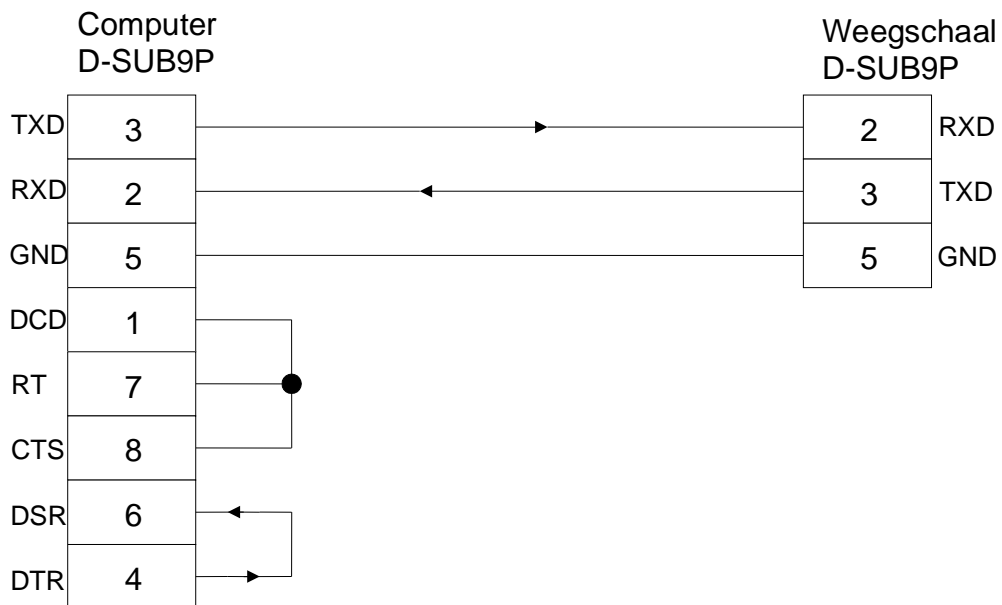 Computer
D-SUB9P
Weegschaal
D-SUB9P
TXD 3 2 RXD
RXD 2 3 TXD
GND 5 5 GND
DCD 1
RT 7
CTS 8
DSR 6
DTR 4